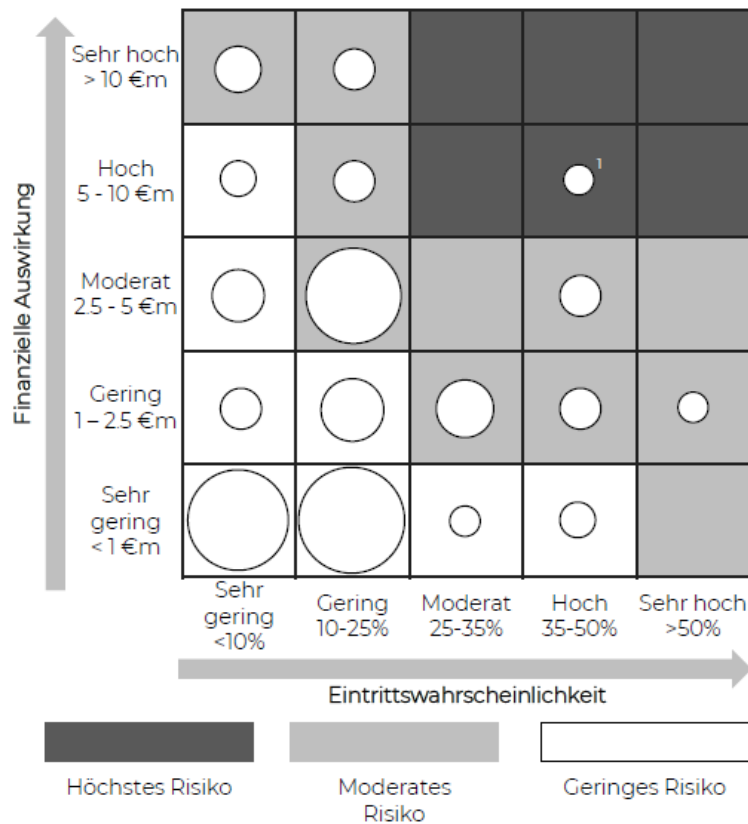 Sehr hoch
> 10 €m
Hoch
5 - 10 €m
1
Moderat
2.5 - 5 €m
Gering
1 – 2.5 €m
Sehr
gering
< 1 €m
Finanzielle Auswirkung
Sehr
gering
<10%
Gering
10-25%
Moderat
25-35%
Hoch
35-50%
Sehr hoch
>50%
Eintrittswahrscheinlichkeit
Höchstes Risiko
Moderates
Risiko
Geringes Risiko